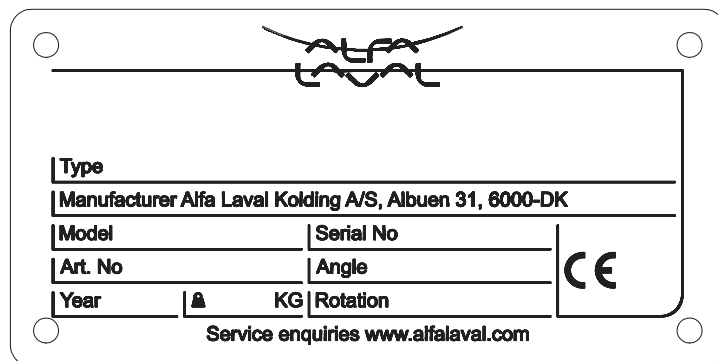 ALFA
LAVAL
Type
Manufacturer Alfa Laval Kolding A/S, Albuen 31, 6000-DK
Model Serial No
Art. No Angle
Year KG Rotation
CE
Service enquiries www.alfalaval.com